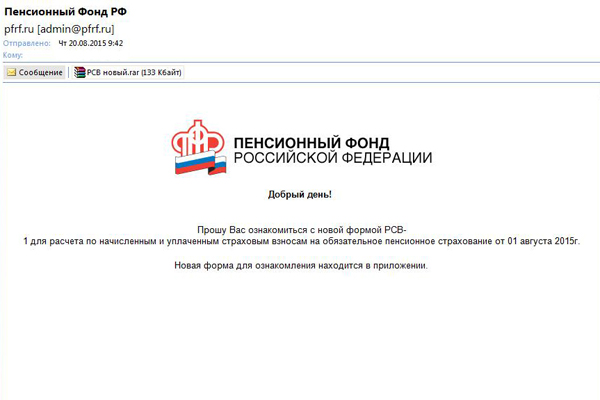 Пенсионный Фонд РФ
pfrf.ru [admin@pfrf.ru]
Отправлено: Чт 20.08.2015 9:42
Кому:
Сообщение РСВ новый.rar (133 Кбайт)
ПФР
ПЕНСИОННЫЙ ФОНД
РОССИЙСКОЙ ФЕДЕРАЦИИ
Добрый день!
Прошу Вас ознакомиться с новой формой РСВ-
1 для расчета по начисленным и уплаченным страховым взносам на обязательное пенсионное страхование от 01 августа 2015г.
Новая форма для ознакомления находится в приложении.